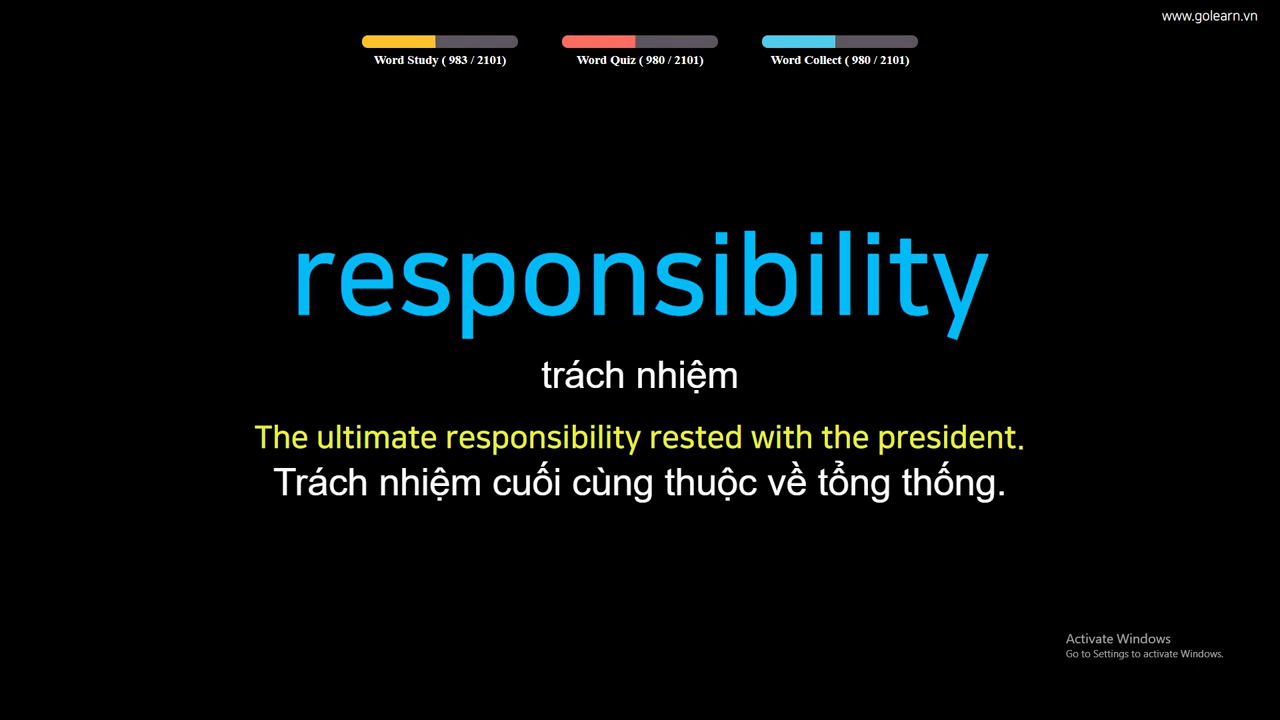 www.golearn.vn
Word Study ( 983 / 2101)
Word Quiz ( 980 / 2101)
Word Collect ( 980 / 2101)
responsibility
trách nhiệm
The ultimate responsibility rested with the president.
Trách nhiệm cuối cùng thuộc về tổng thống.
Activate Windows
Go to Settings to activate Windows.